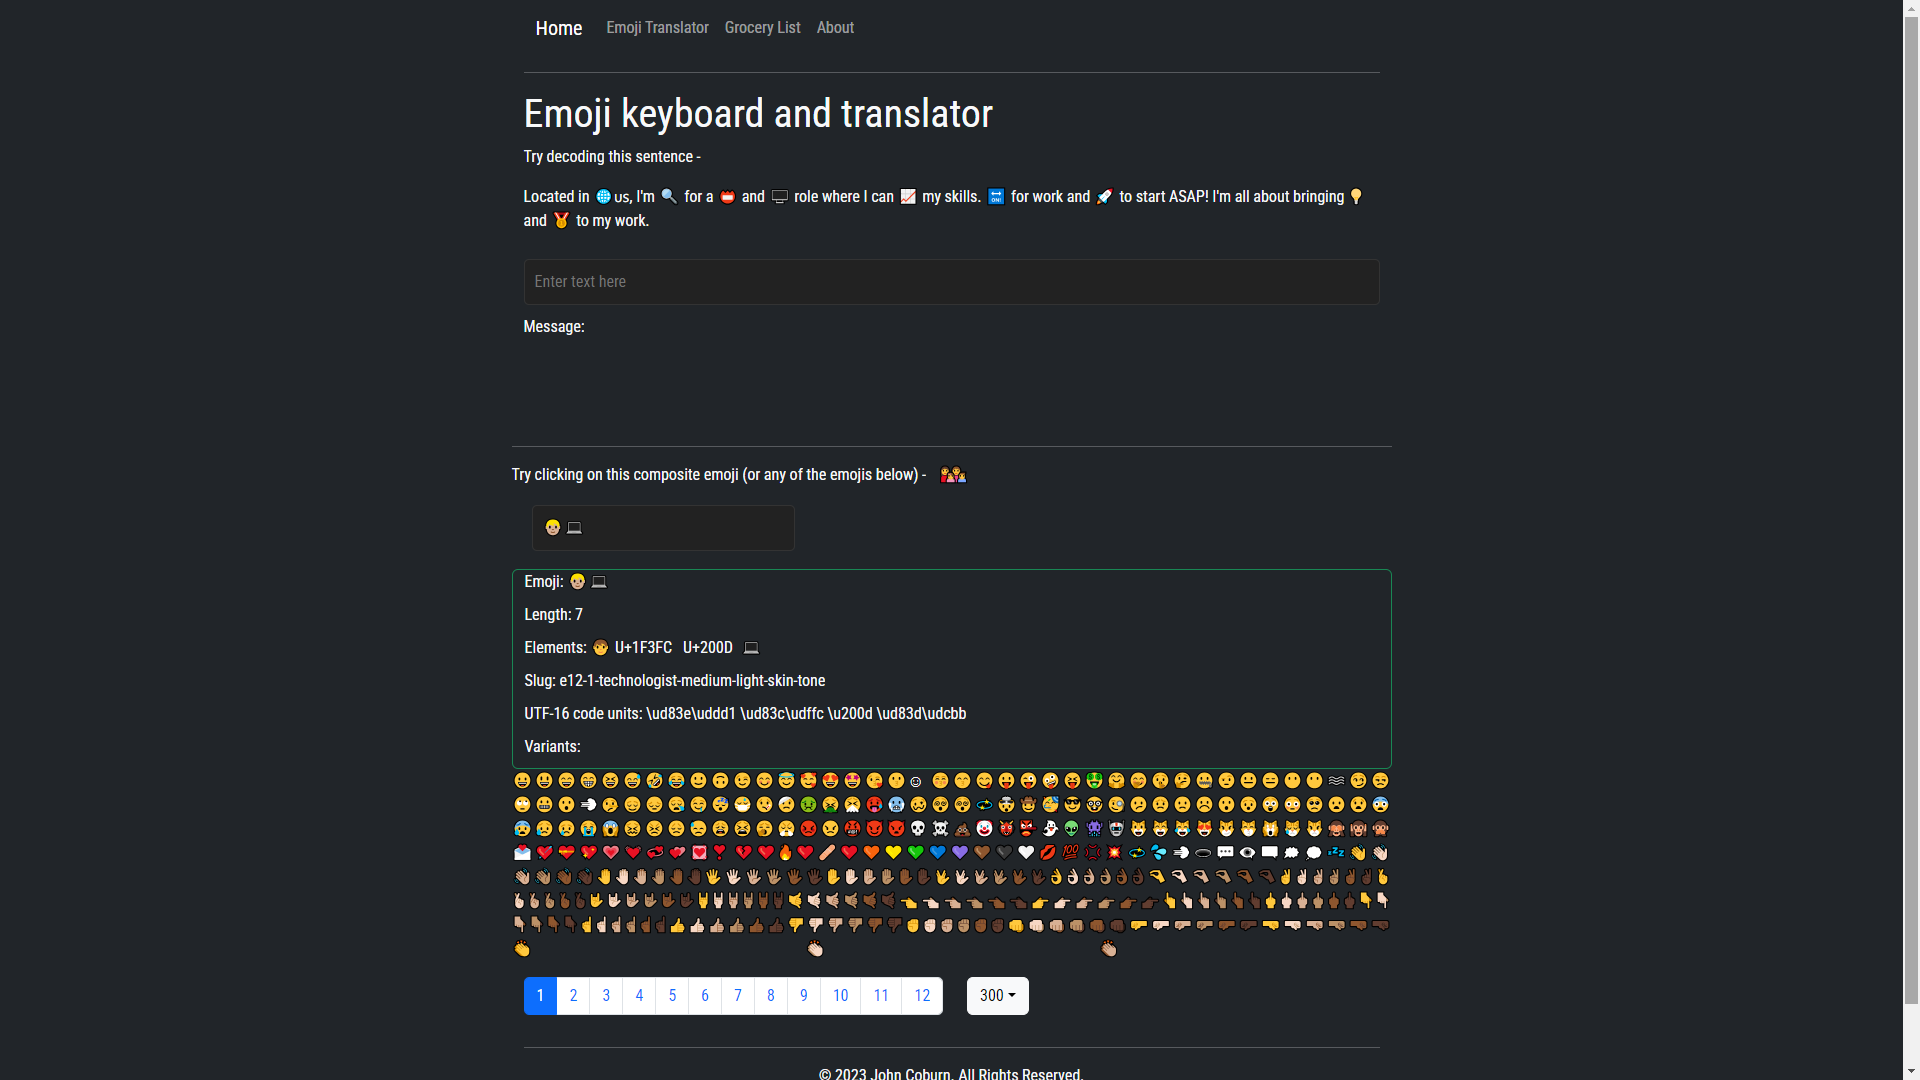 Home Emoji Translator Grocery List About
Emoji keyboard and translator
Try decoding this sentence -
Located in 🌐US, I'm 🔍 for a 📛 and 🖥️ role where I can 📈 my skills. 🔛 for work and 🚀 to start ASAP! I'm all about bringing 💡
and 🏅 to my work.
Enter text here
Message:
Try clicking on this composite emoji (or any of the emojis below) - 👩‍👩‍👧‍👦
🧑🏼‍💻
Emoji: 🧑🏼‍💻
Length: 7
Elements: 🧑 U+1F3FC U+200D 💻
Slug: e12-1-technologist-medium-light-skin-tone
UTF-16 code units: \ud83e\uddd1 \ud83c\udffc \u200d \ud83d\udcbb
Variants:
1 2 3 4 5 6 7 8 9 10 11 12 300
© 2023 John Coburn. All Rights Reserved.